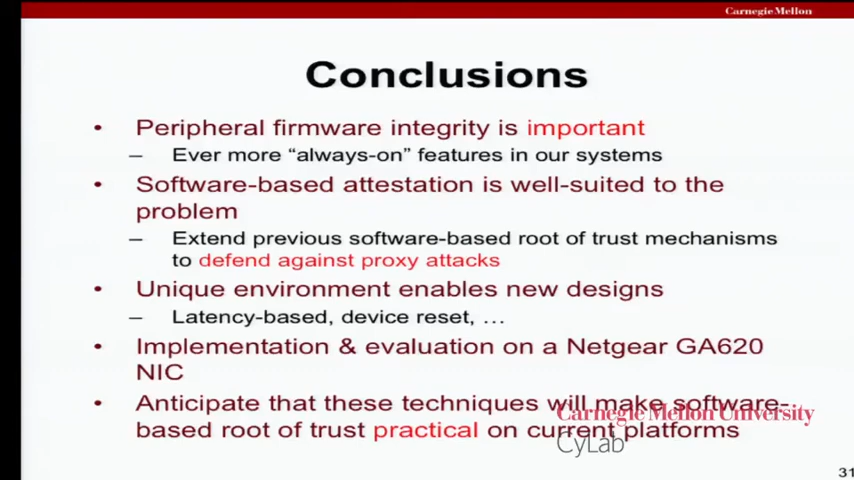 Carnegie Mellon
Conclusions
• Peripheral firmware integrity is important
– Ever more “always-on” features in our systems
• Software-based attestation is well-suited to the
problem
– Extend previous software-based root of trust mechanisms
to defend against proxy attacks
• Unique environment enables new designs
– Latency-based, device reset, …
• Implementation & evaluation on a Netgear GA620
NIC
• Anticipate that these techniques will make software-
based root of trust practical on current platforms
Carnegie Mellon University
CyLab
31